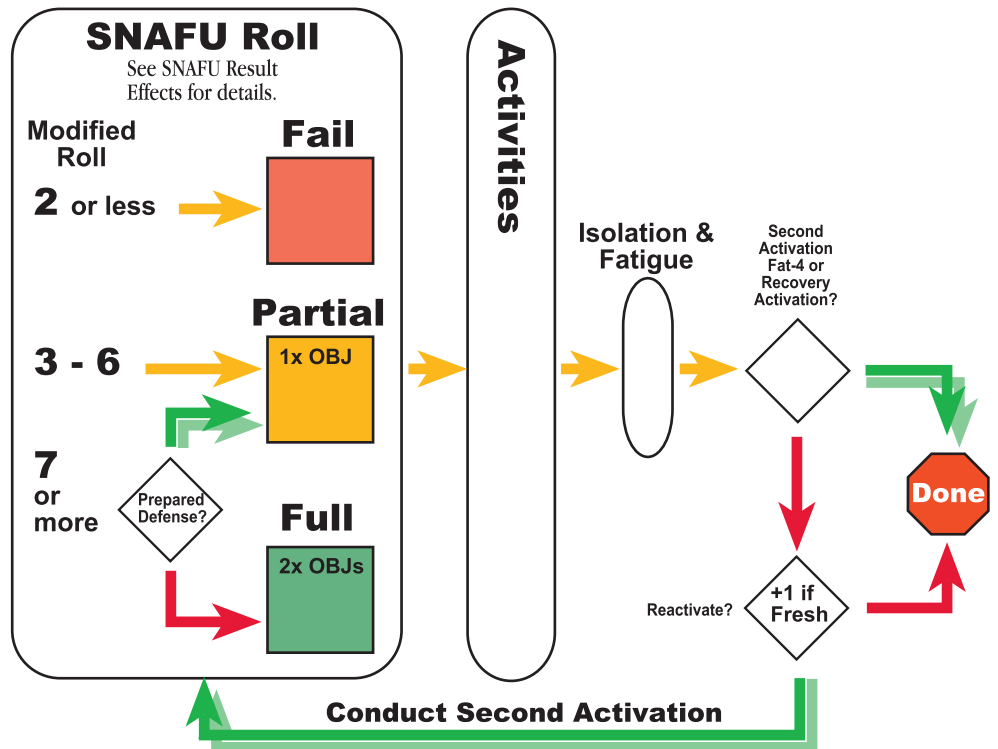 SNAFU Roll
See SNAFU Result
Effects for details.
Modified
Roll
Fail
2 or less
Partial
3 - 6
1x OBJ
7
or
more
Prepared
Defense?
Full
2x OBJs
Activities
Isolation &
Fatigue
Second
Activation
Fat-4 or
Recovery
Activation?
Done
Reactivate?
+1 if
Fresh
Conduct Second Activation